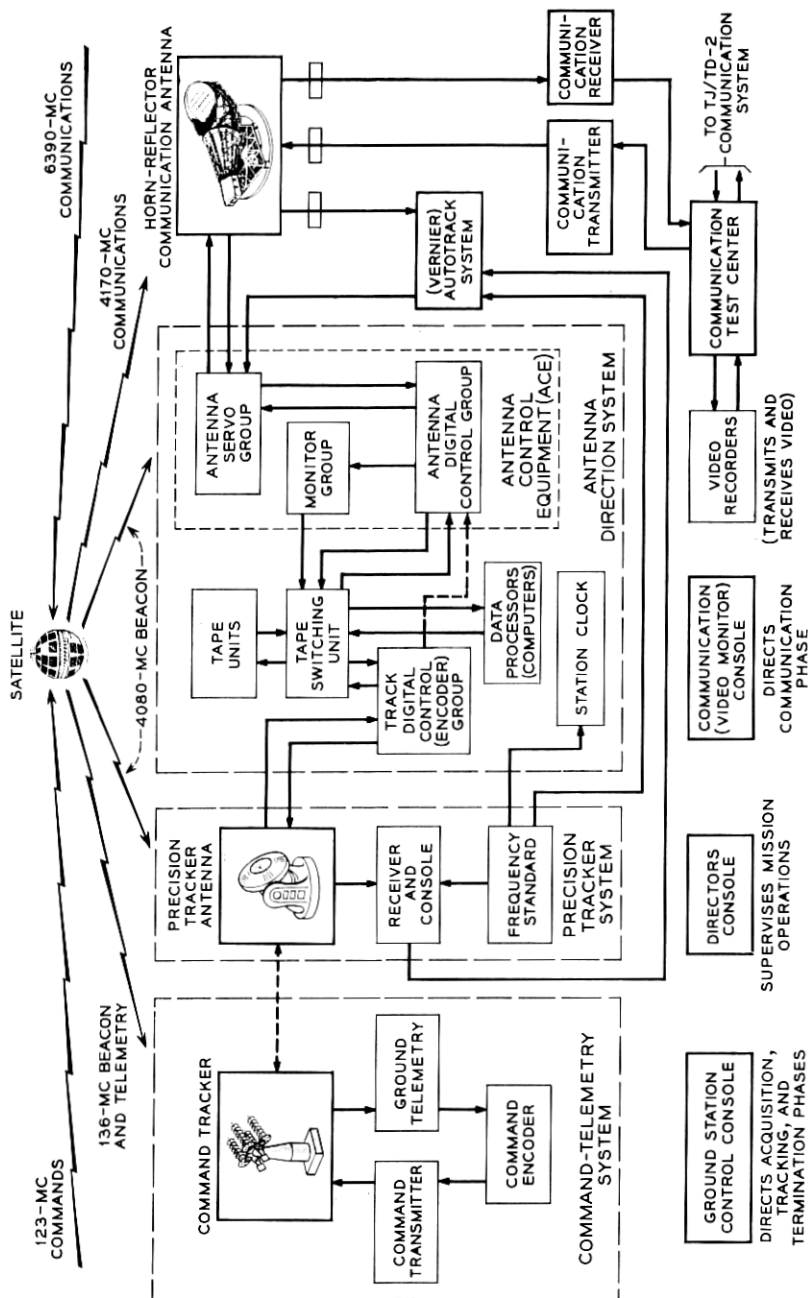 SATELLITE
123-MC
COMMANDS
136-MC BEACON
AND TELEMETRY
4080-MC BEACON
4170-MC
COMMUNICATIONS
6390-MC
COMMUNICATIONS
COMMAND TRACKER
COMMAND
TRANSMITTER
GROUND
TELEMETRY
COMMAND
ENCODER
COMMAND-TELEMETRY
SYSTEM
PRECISION
TRACKER
ANTENNA
RECEIVER
AND
CONSOLE
FREQUENCY
STANDARD
PRECISION
TRACKER
SYSTEM
TAPE
UNITS
TAPE
SWITCHING
UNIT
TRACK
DIGITAL
CONTROL
(ENCODER)
GROUP
DATA
PROCESSORS
(COMPUTERS)
STATION CLOCK
ANTENNA
SERVO
GROUP
MONITOR
GROUP
ANTENNA
DIGITAL
CONTROL GROUP
ANTENNA
CONTROL
EQUIPMENT (ACE)
ANTENNA
DIRECTION SYSTEM
HORN-REFLECTOR
COMMUNICATION ANTENNA
(VERNIER)
AUTOTRACK
SYSTEM
COMMUNI-
CATION
TRANSMITTER
COMMUNI-
CATION
RECEIVER
GROUND STATION
CONTROL CONSOLE
DIRECTS ACQUISITION,
TRACKING, AND
TERMINATION, PHASES
DIRECTORS
CONSOLE
SUPERVISES MISSION
OPERATIONS
COMMUNICATION
(VIDEO MONITOR)
CONSOLE
DIRECTS
COMMUNICATION
PHASE
VIDEO
RECORDERS
(TRANSMITS AND
RECEIVES VIDEO)
COMMUNICATION
TEST CENTER
TO TJ/TD-2
COMMUNICATION
SYSTEM